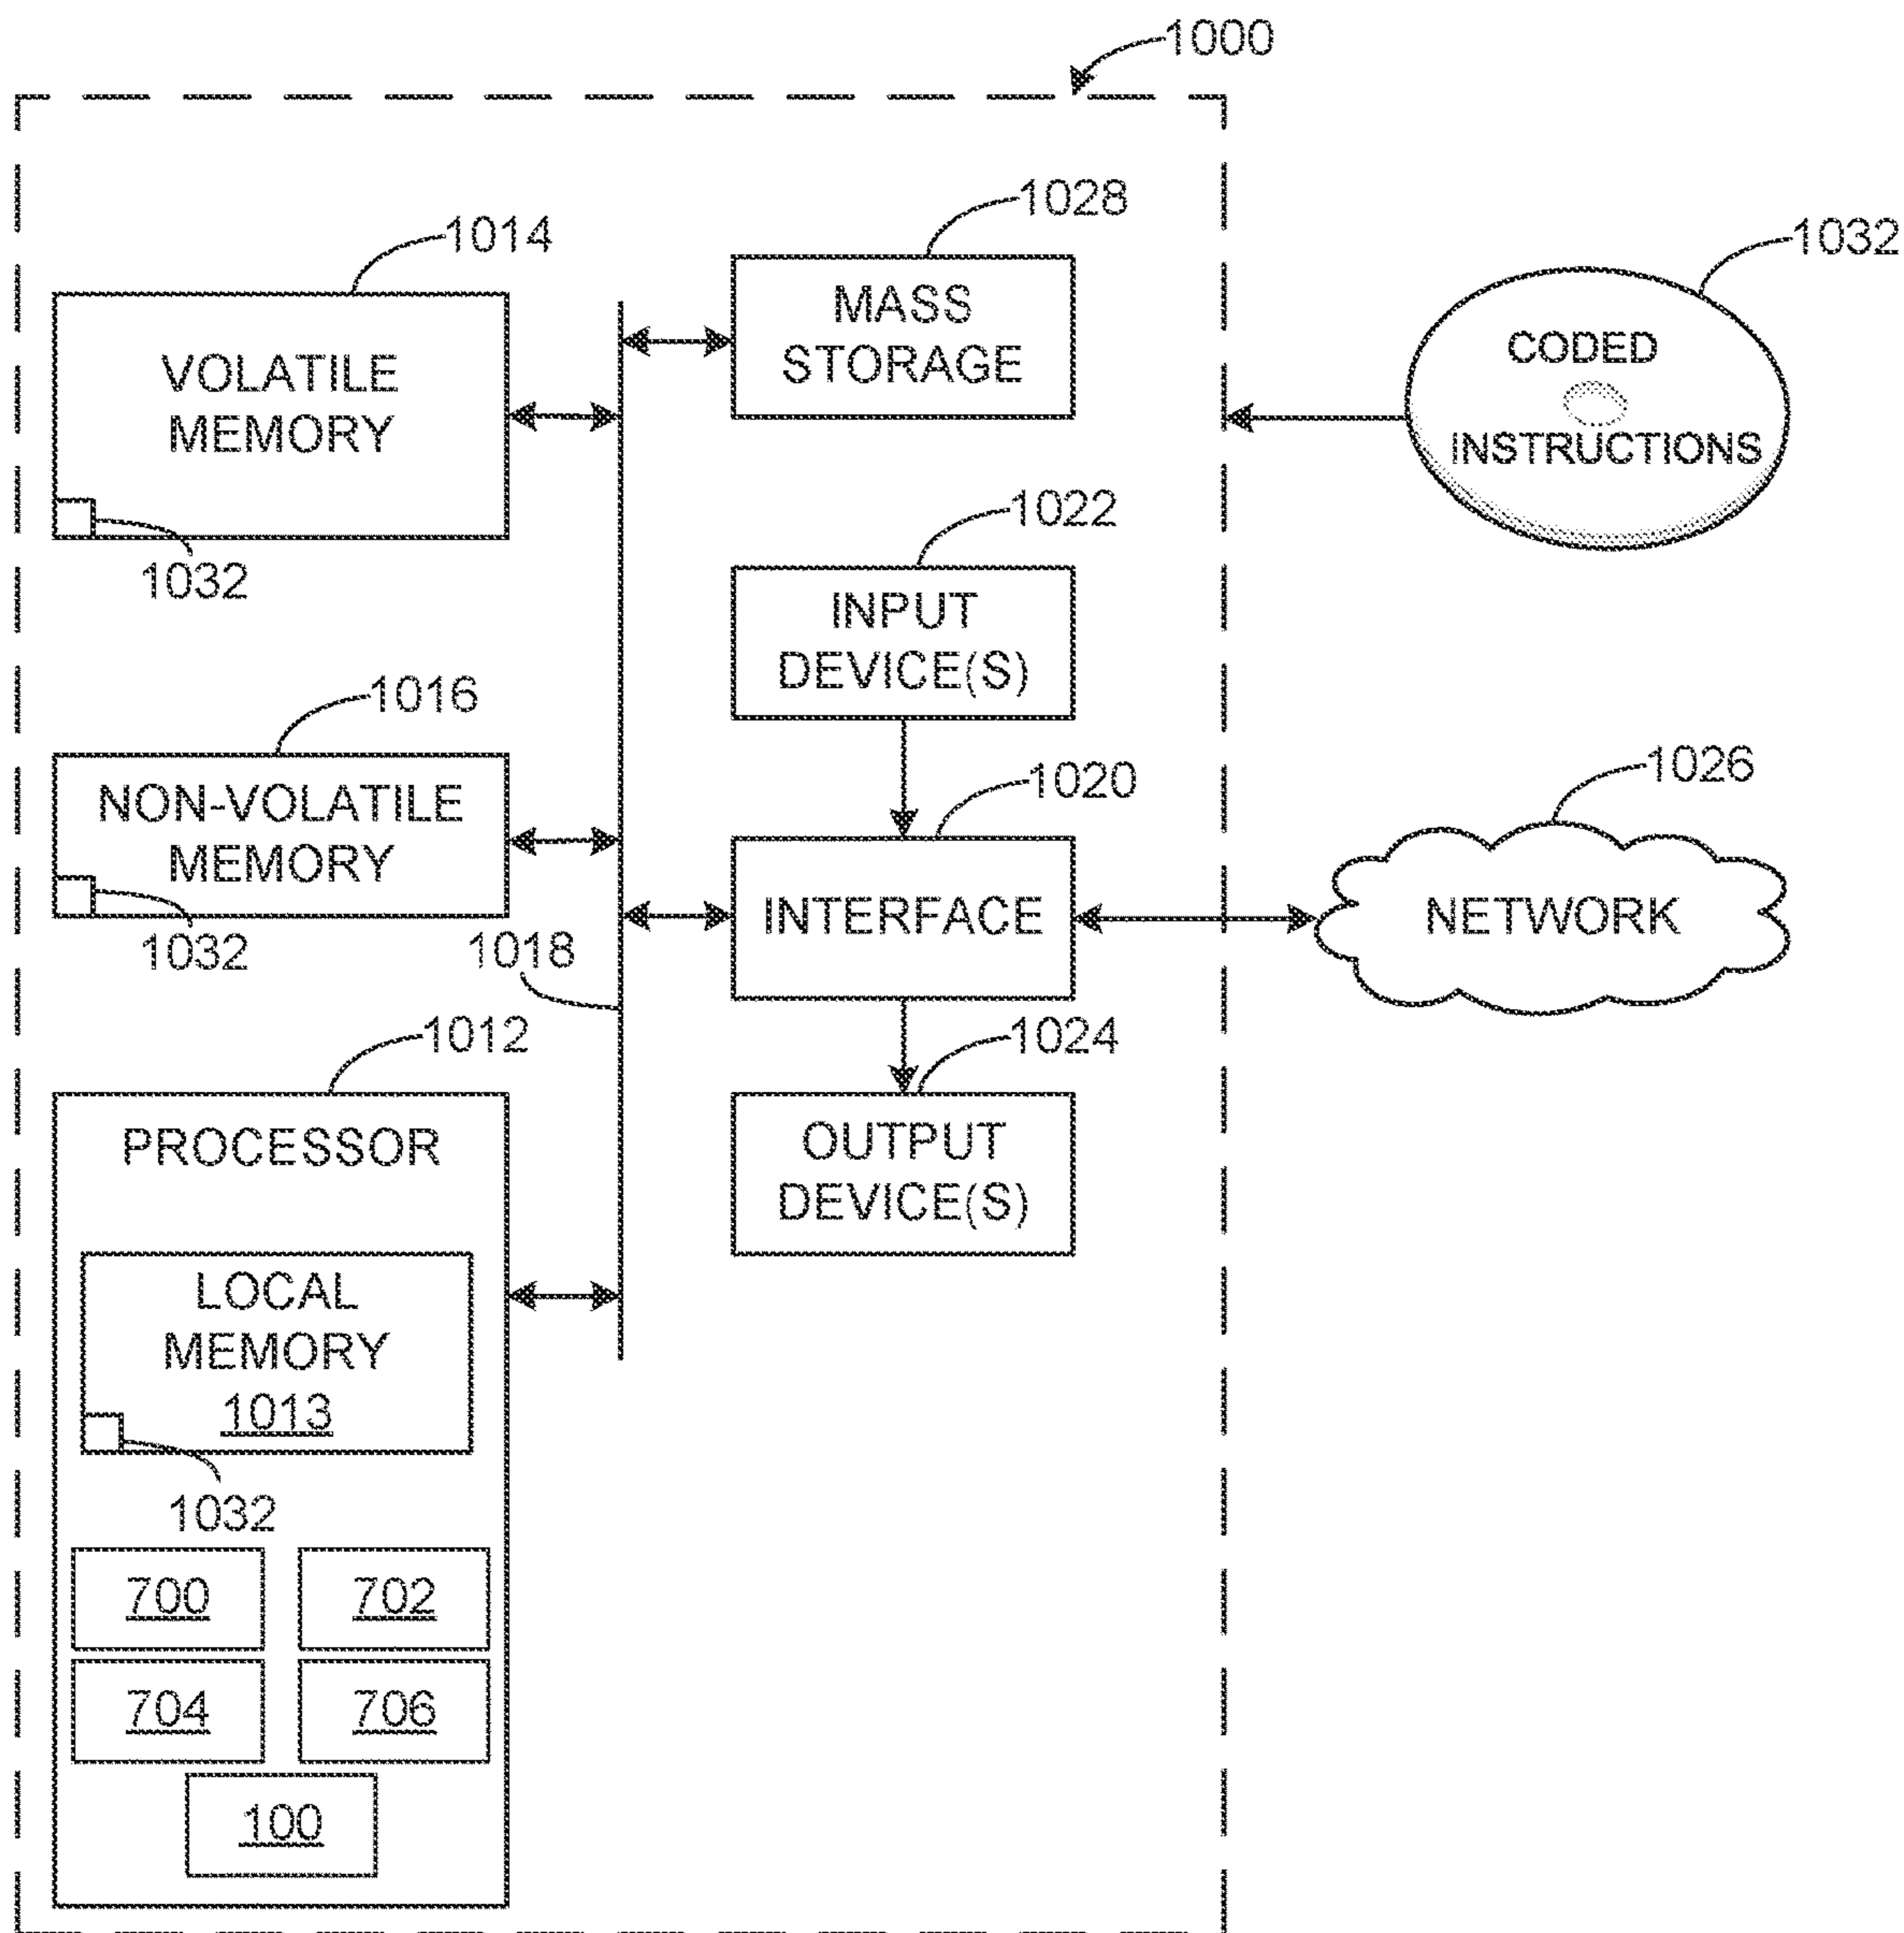 1000
1028
1014
1032
MASS
STORAGE
VOLATILE
MEMORY
CODED
INSTRUCTIONS
1022
1032
INPUT
DEVICE(S)
1016
1020
1026
NON-VOLATILE
MEMORY
INTERFACE
NETWORK
1032
1018
1012
1024
PROCESSOR
OUTPUT
DEVICE(S)
LOCAL
MEMORY
1013
1032
700
702
704
706
100